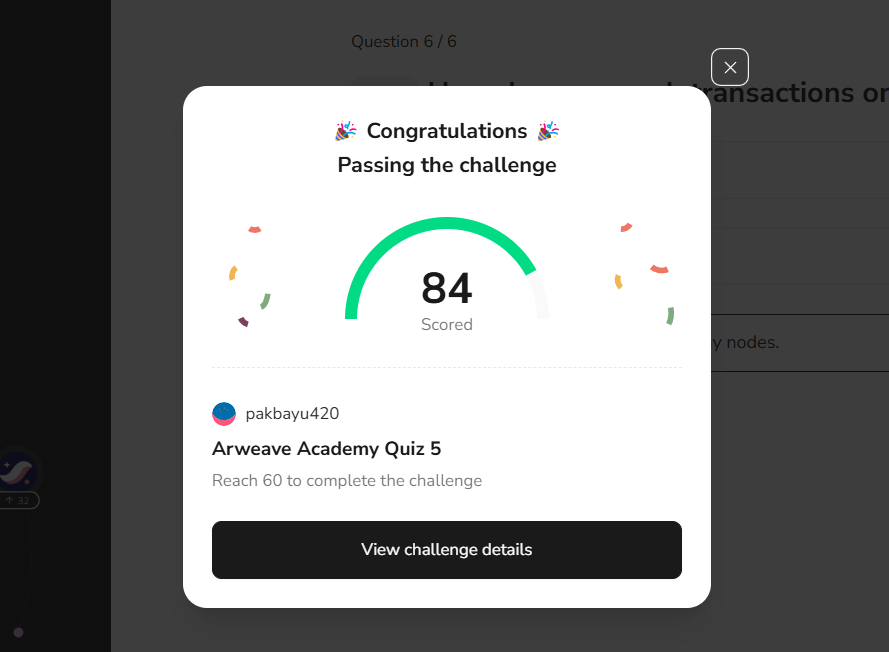 Question 6 / 6
transactions on
Congratulations
Passing the challenge
84
Scored
y nodes.
pakbayu420
Arweave Academy Quiz 5
Reach 60 to complete the challenge
32
View challenge details